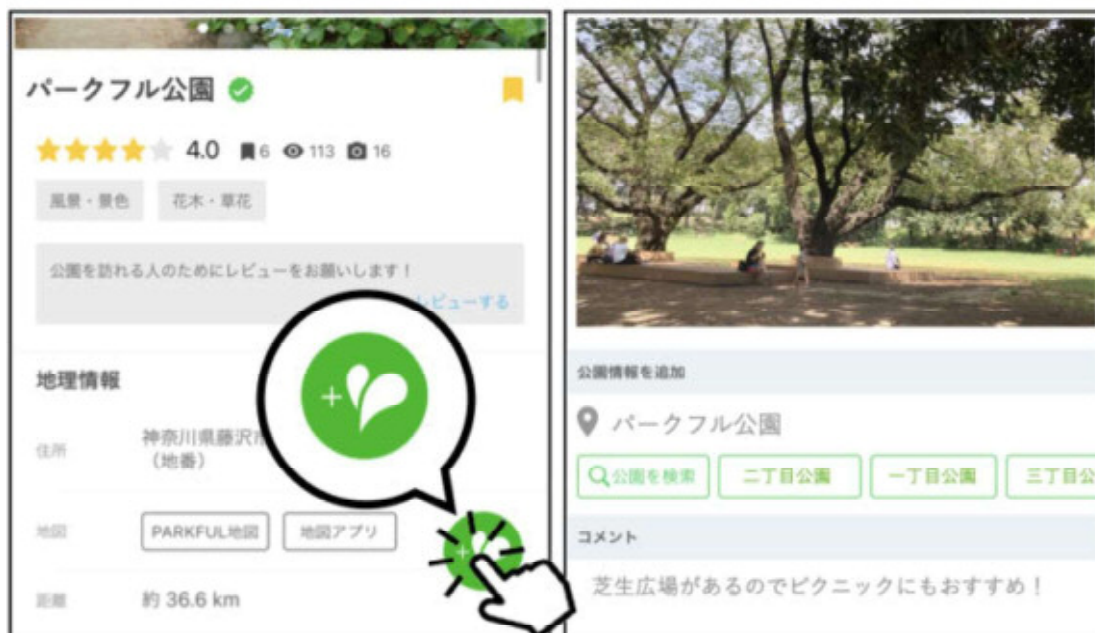 パークフル公園
4.0 6 113 16
風景・景色 花木・草花
公園を訪れる人のためにレビューをお願いします！
レビューする
地理情報
住所 神奈川県藤沢市
（地番）
地図 PARKFUL地図 地図アプリ
距離 約 36.6 km
公園情報を追加
パークフル公園
公園を検索 二丁目公園 一丁目公園 三丁目公
コメント
芝生広場があるのでピクニックにもおすすめ！